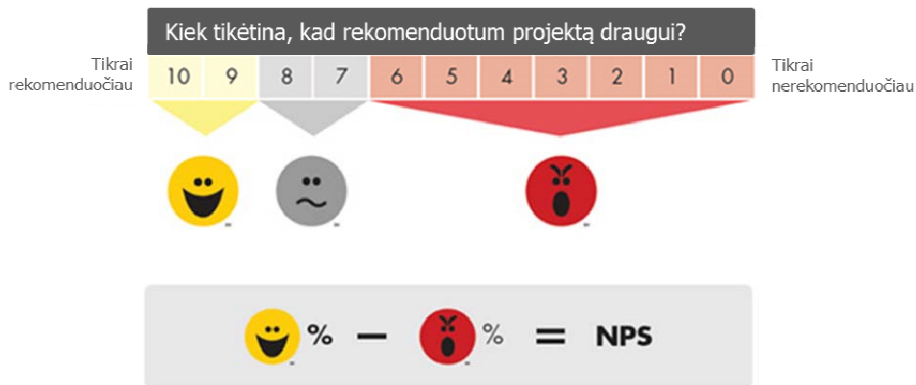 Kiek tikėtina, kad rekomenduotum projektą draugui?
Tikrai
rekomenduočiau
10 9 8 7 6 5 4 3 2 1 0
Tikrai
nerekomenduočiau
% — % = NPS